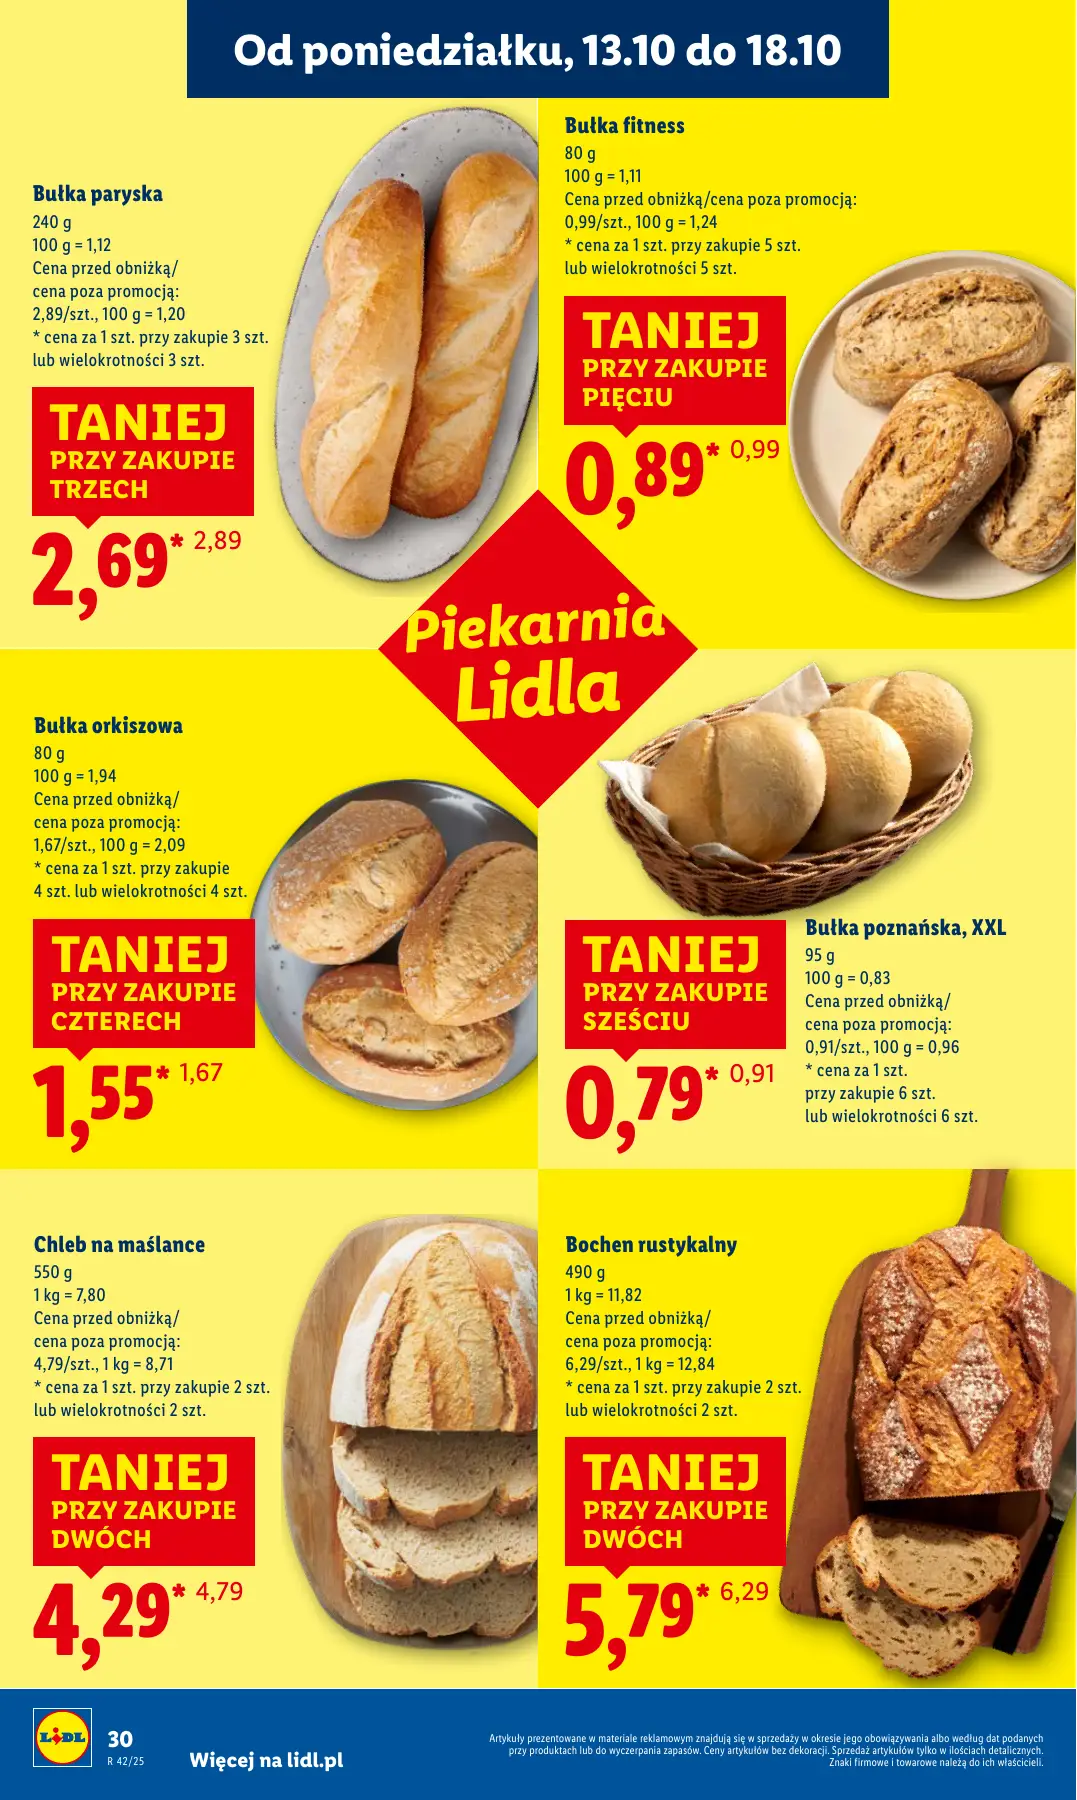 Od poniedziałku, 13.10 do 18.10
Bułka paryska
240 g
100 g = 1,12
Cena przed obniżką/
cena poza promocją:
2,89/szt., 100 g = 1,20
* cena za 1 szt. przy zakupie 3 szt.
lub wielokrotności 3 szt.
TANIEJ
PRZY ZAKUPIE
TRZECH
2,69* 2,89
Bułka fitness
80 g
100 g = 1,11
Cena przed obniżką/cena poza promocją:
0,99/szt., 100 g = 1,24
* cena za 1 szt. przy zakupie 5 szt.
lub wielokrotności 5 szt.
TANIEJ
PRZY ZAKUPIE
PIĘCIU
0,89* 0,99
Piekarnia
Lidla
Bułka orkiszowa
80 g
100 g = 1,94
Cena przed obniżką/
cena poza promocją:
1,67/szt., 100 g = 2,09
* cena za 1 szt. przy zakupie
4 szt. lub wielokrotności 4 szt.
TANIEJ
PRZY ZAKUPIE
CZTERECH
1,55* 1,67
TANIEJ
PRZY ZAKUPIE
SZEŚCIU
0,79* 0,91
Bułka poznańska, XXL
95 g
100 g = 0,83
Cena przed obniżką/
cena poza promocją:
0,91/szt., 100 g = 0,96
* cena za 1 szt.
przy zakupie 6 szt.
lub wielokrotności 6 szt.
Chleb na maślance
550 g
1 kg = 7,80
Cena przed obniżką/
cena poza promocją:
4,79/szt., 1 kg = 8,71
* cena za 1 szt. przy zakupie 2 szt.
lub wielokrotności 2 szt.
TANIEJ
PRZY ZAKUPIE
DWÓCH
4,29* 4,79
Bochen rustykalny
490 g
1 kg = 11,82
Cena przed obniżką/
cena poza promocją:
6,29/szt., 1 kg = 12,84
* cena za 1 szt. przy zakupie 2 szt.
lub wielokrotności 2 szt.
TANIEJ
PRZY ZAKUPIE
DWÓCH
5,79* 6,29
LIDL
30
R 42/25
Więcej na lidl.pl
Artykuły prezentowane w materiale reklamowym znajdują się w sprzedaży w okresie jego obowiązywania albo według dat podanych
przy produktach lub do wyczerpania zapasów. Ceny artykułów bez dekoracji. Sprzedaż artykułów tylko w ilościach detalicznych.
Znaki firmowe i towarowe należą do ich właścicieli.